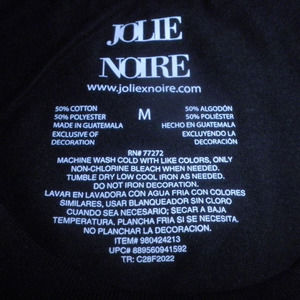 JOLIE
NOIRE
www.joliexnoire.com
50% COTTON
50% POLYESTER
MADE IN GUATEMALA
EXCLUSIVE OF
DECORATION
M
50% ALGODÓN
50% POLIÉSTER
HECHO EN GUATEMALA
EXCLUYENDO LA
DECORACIÓN
RN# 77272
MACHINE WASH COLD WITH LIKE COLORS, ONLY
NON-CHLORINE BLEACH WHEN NEEDED.
TUMBLE DRY LOW COOL IRON AS NEEDED.
DO NOT IRON DECORATION.
LAVAR EN LAVADORA CON AGUA FRIA CON COLORES
SIMILARES, USAR BLANQUEADOR SIN CLORO
CUANDO SEA NECESARIO; SECAR A BAJA
TEMPERATURA, PLANCHA FRIA SI SE NECESITA.
NO PLANCHAR LA DECORACION.
ITEM# 980424213
UPC# 889560941592
TR: C28F2022